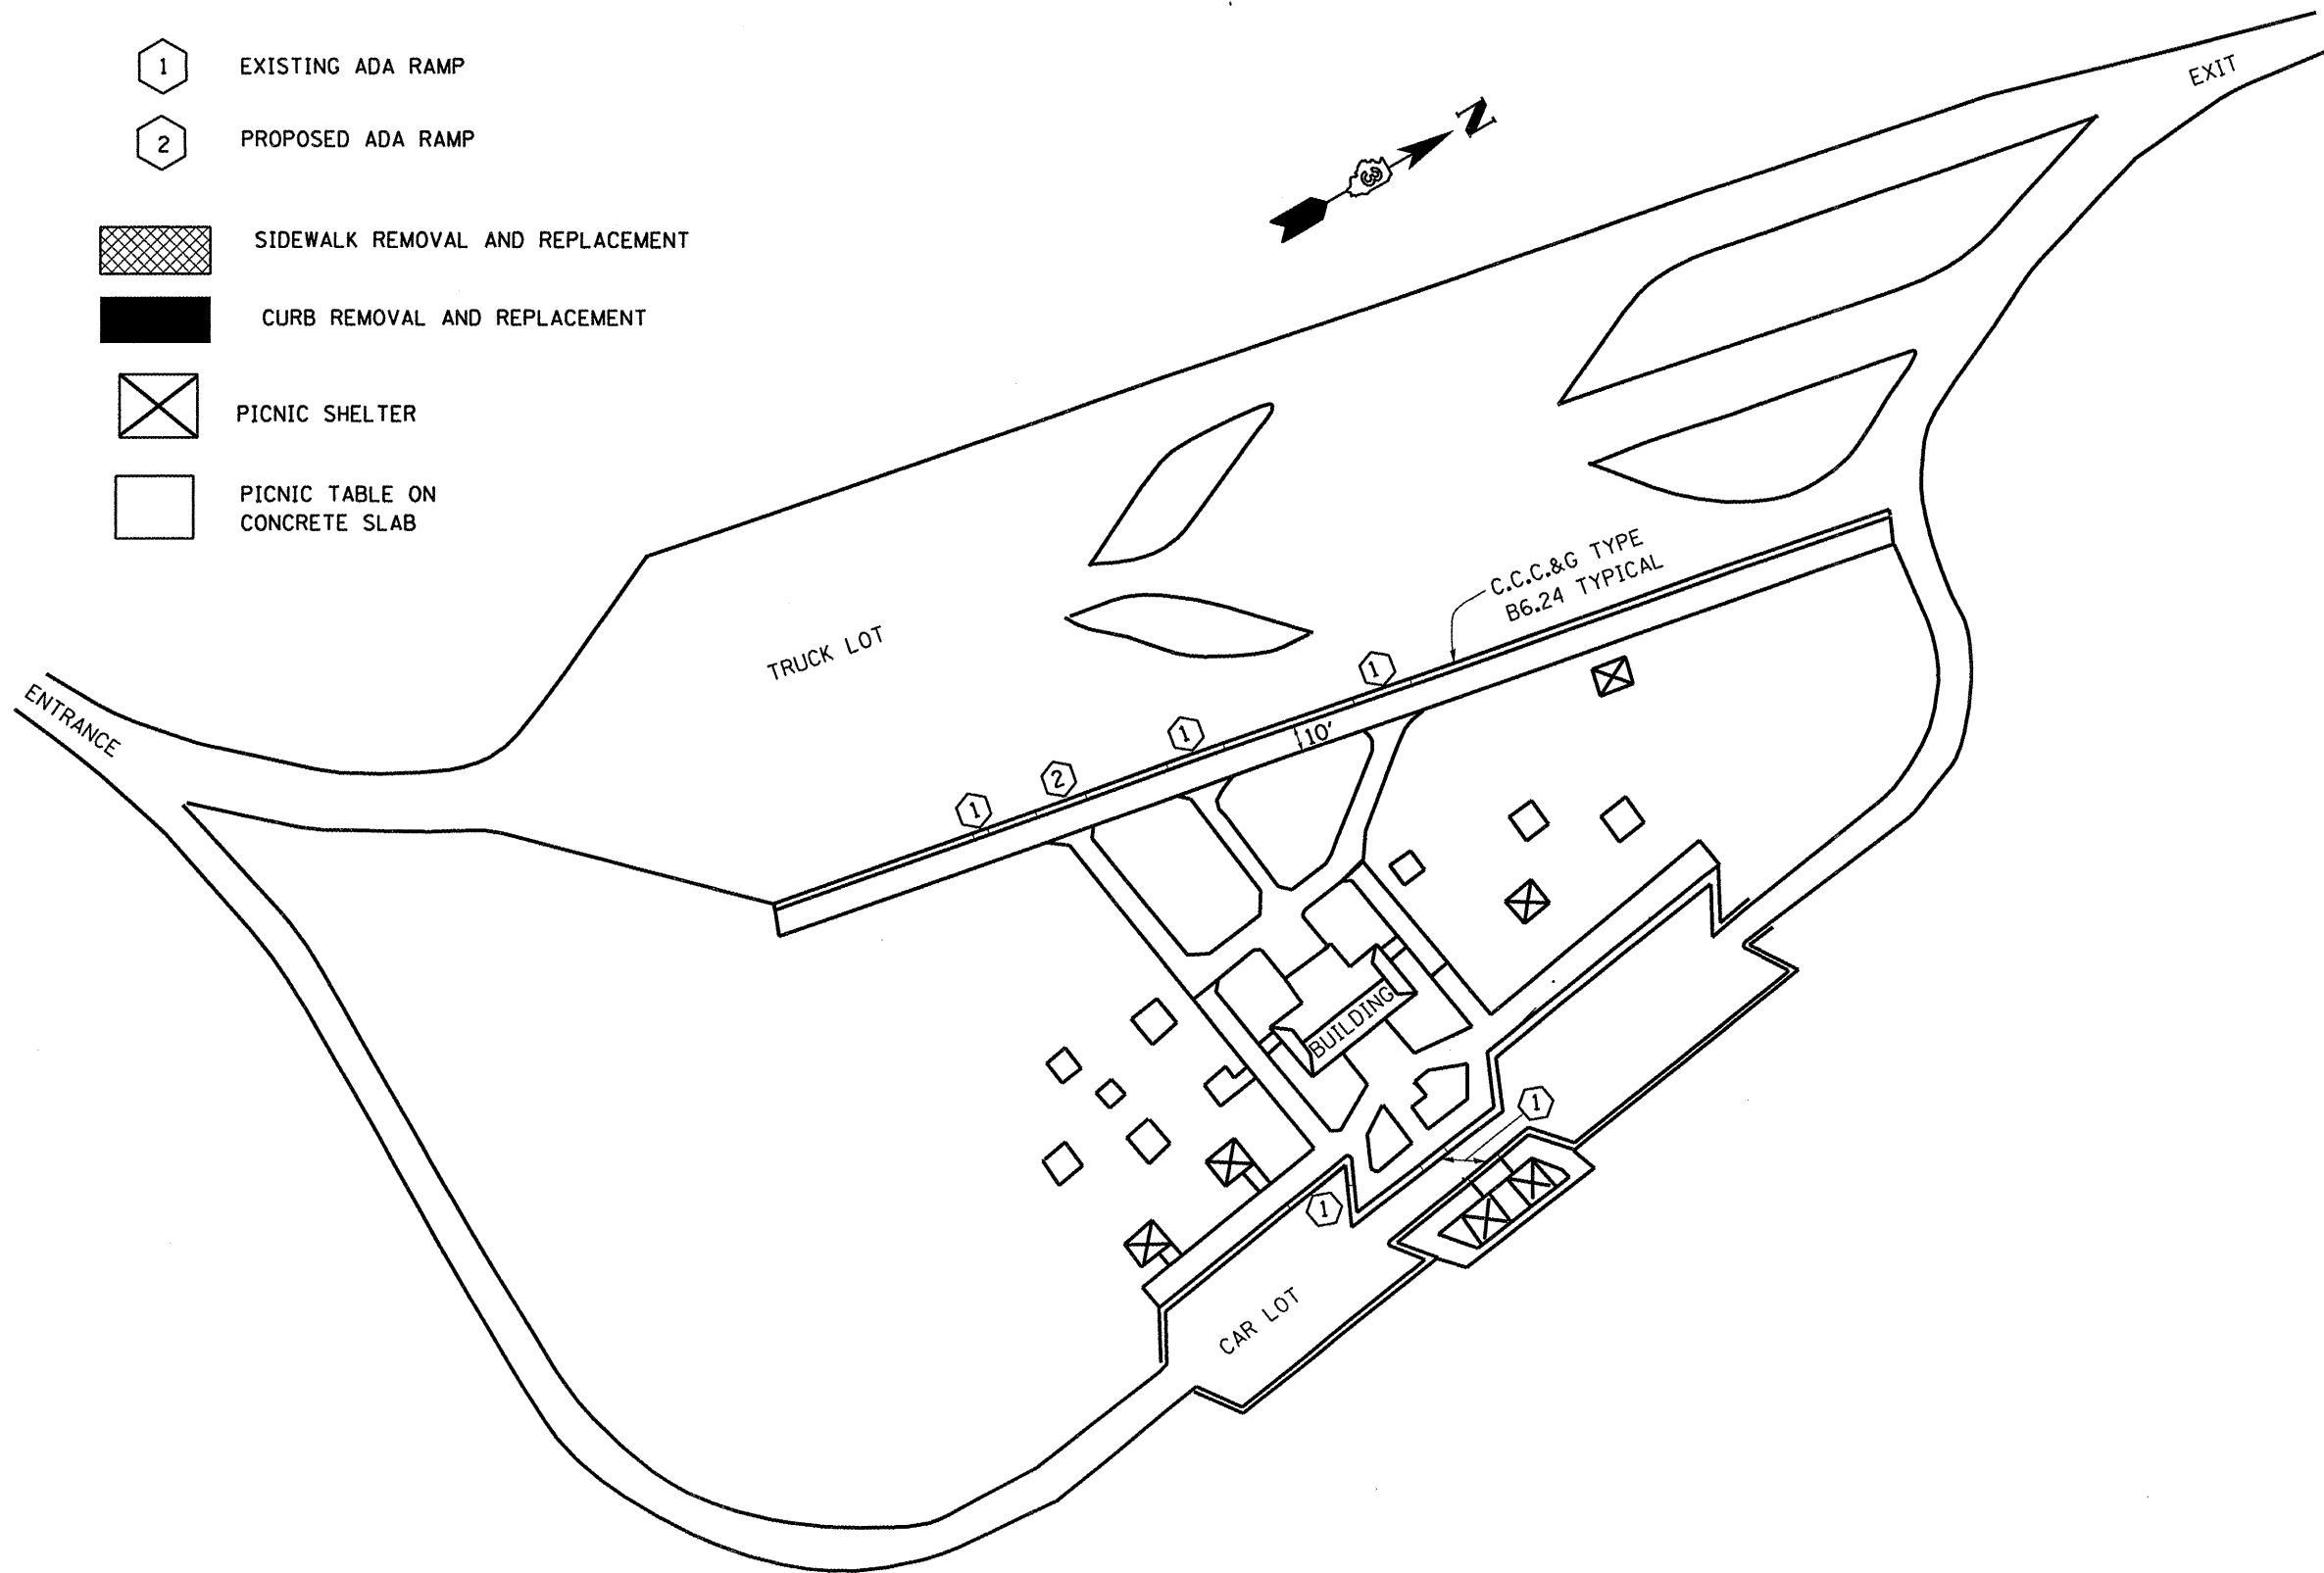 1 EXISTING ADA RAMP
2 PROPOSED ADA RAMP
SIDEWALK REMOVAL AND REPLACEMENT
CURB REMOVAL AND REPLACEMENT
PICNIC SHELTER
PICNIC TABLE ON
CONCRETE SLAB
EXIT
N
3
C.C.C.&G TYPE
B6.24 TYPICAL
TRUCK LOT
ENTRANCE
1
1
10'
2
1
BUILDING
1
1
CAR LOT